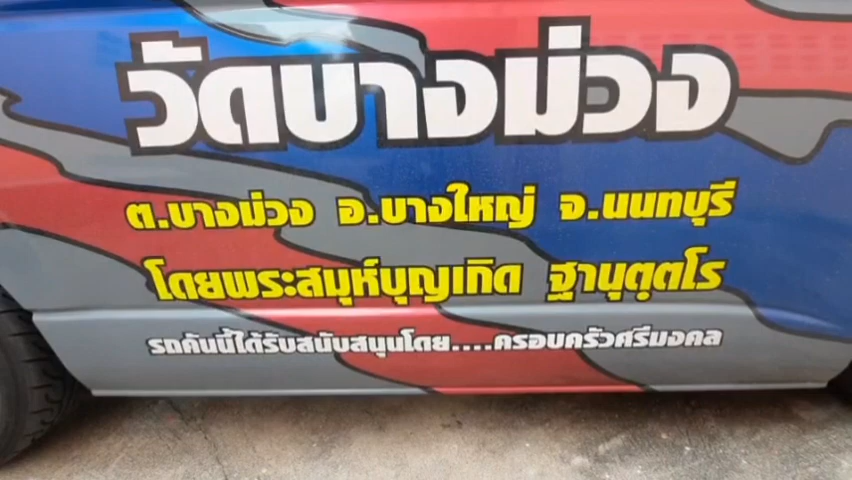 วัดบางม่วง
ต.บางม่วง อ.บางใหญ่ จ.นนทบุรี
โดยพระสมุห์บุญเกิด ฐานุตฺตโร
รถคันนี้ได้รับสนับสนุนโดย....ครอบครัวศรีมงคล